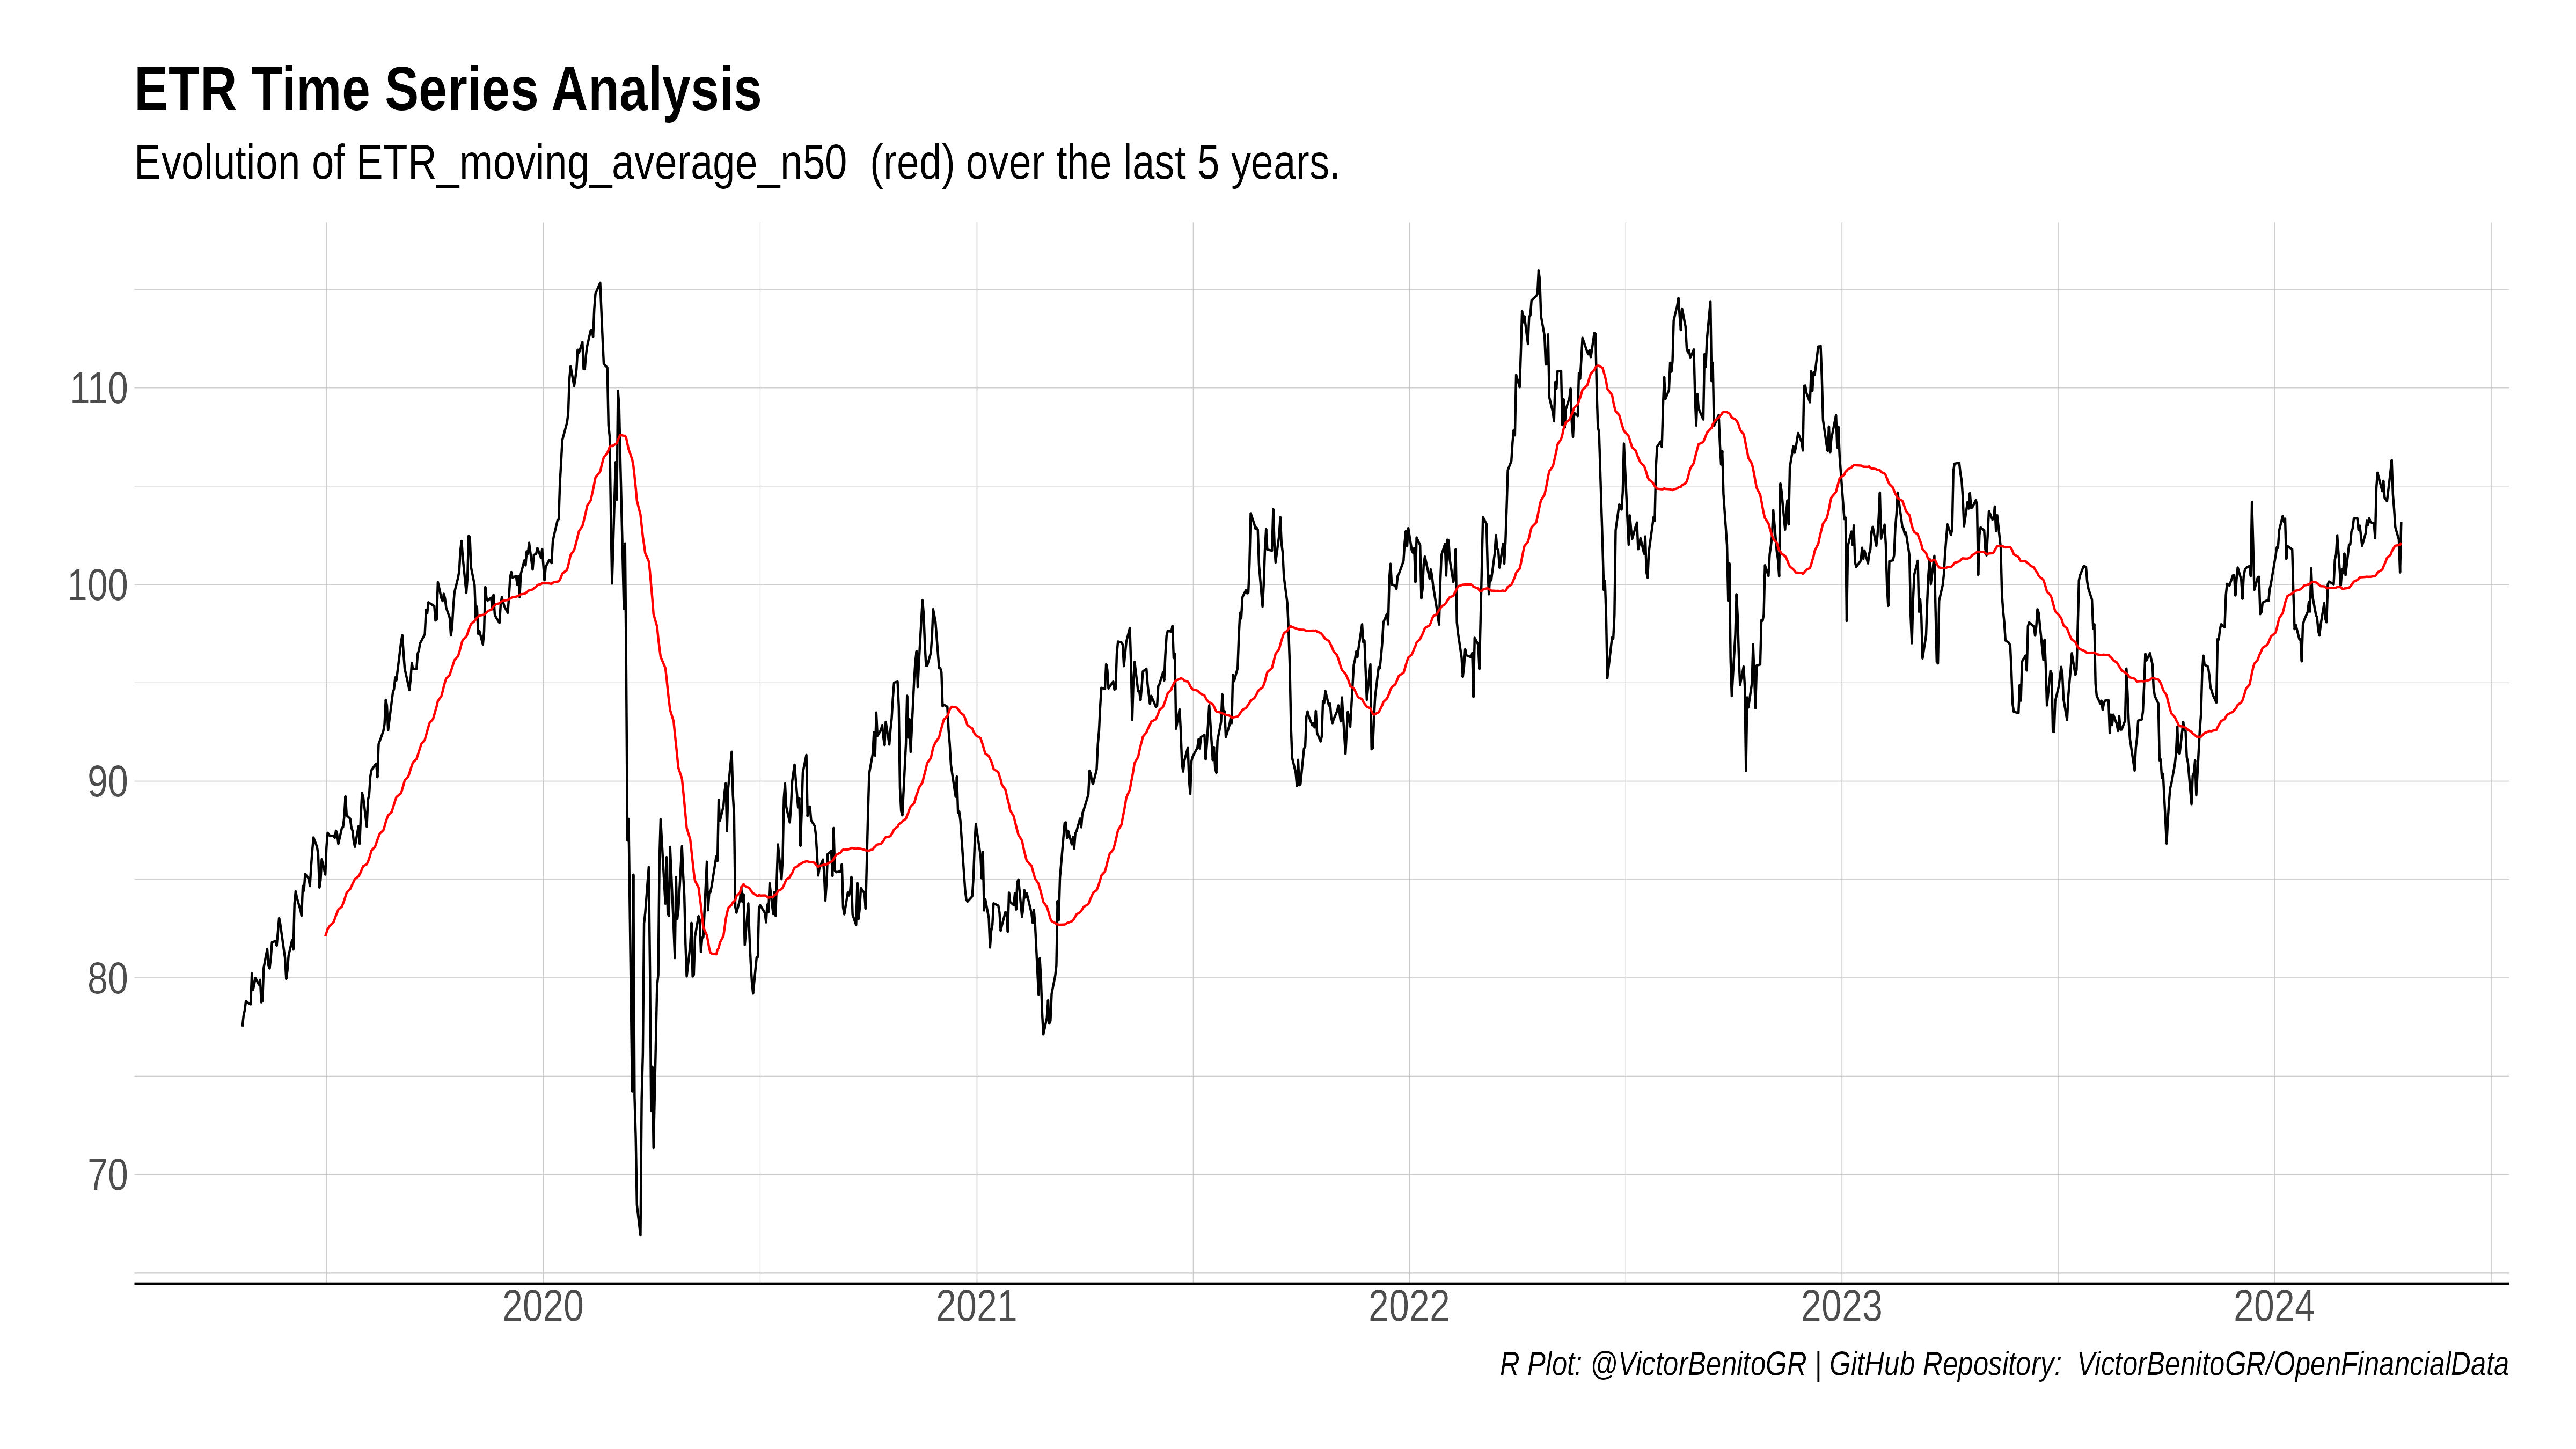 ETR Time Series Analysis
Evolution of ETR_moving_average_n50  (red) over the last 5 years.
110
100
90
80
70
2020 2021 2022 2023 2024
R Plot: @VictorBenitoGR | GitHub Repository:  VictorBenitoGR/OpenFinancialData